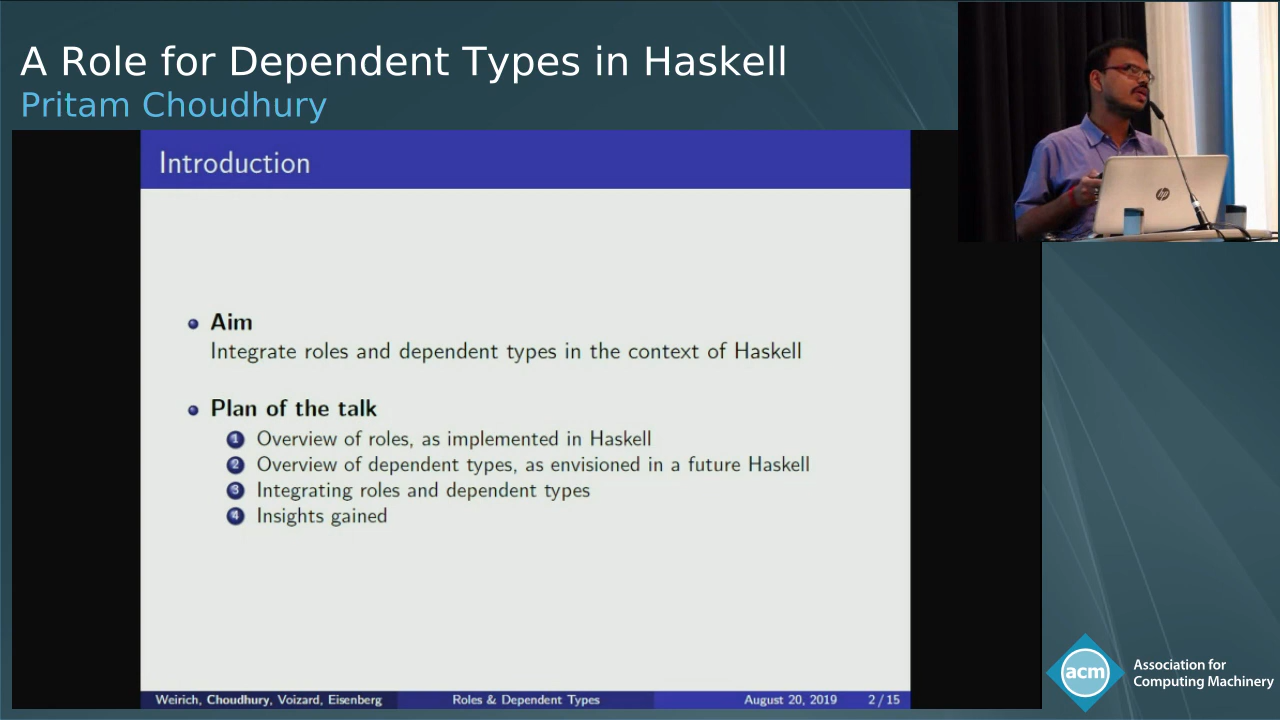 A Role for Dependent Types in Haskell
Pritam Choudhury
Introduction
Aim
Integrate roles and dependent types in the context of Haskell
Plan of the talk
1 Overview of roles, as implemented in Haskell
2 Overview of dependent types, as envisioned in a future Haskell
3 Integrating roles and dependent types
4 Insights gained
Weirich, Choudhury, Voizard, Eisenberg
Roles & Dependent Types
August 20, 2019
2 / 15
hp
acm
Association for
Computing Machinery